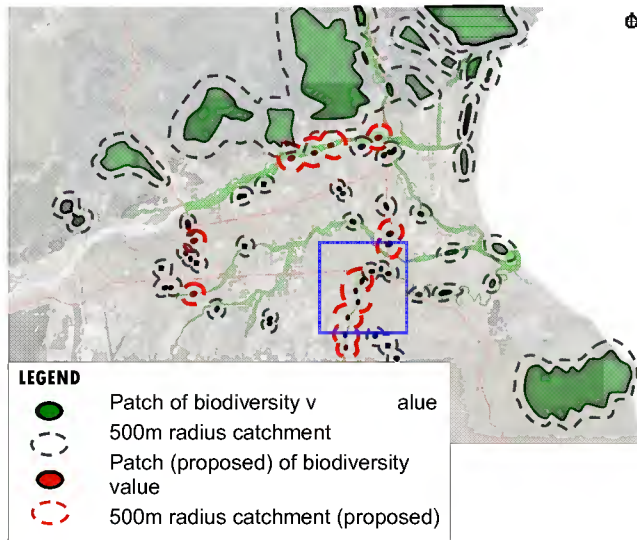 LEGEND
Patch of biodiversity v alue
500m radius catchment
Patch (proposed) of biodiversity
value
500m radius catchment (proposed)